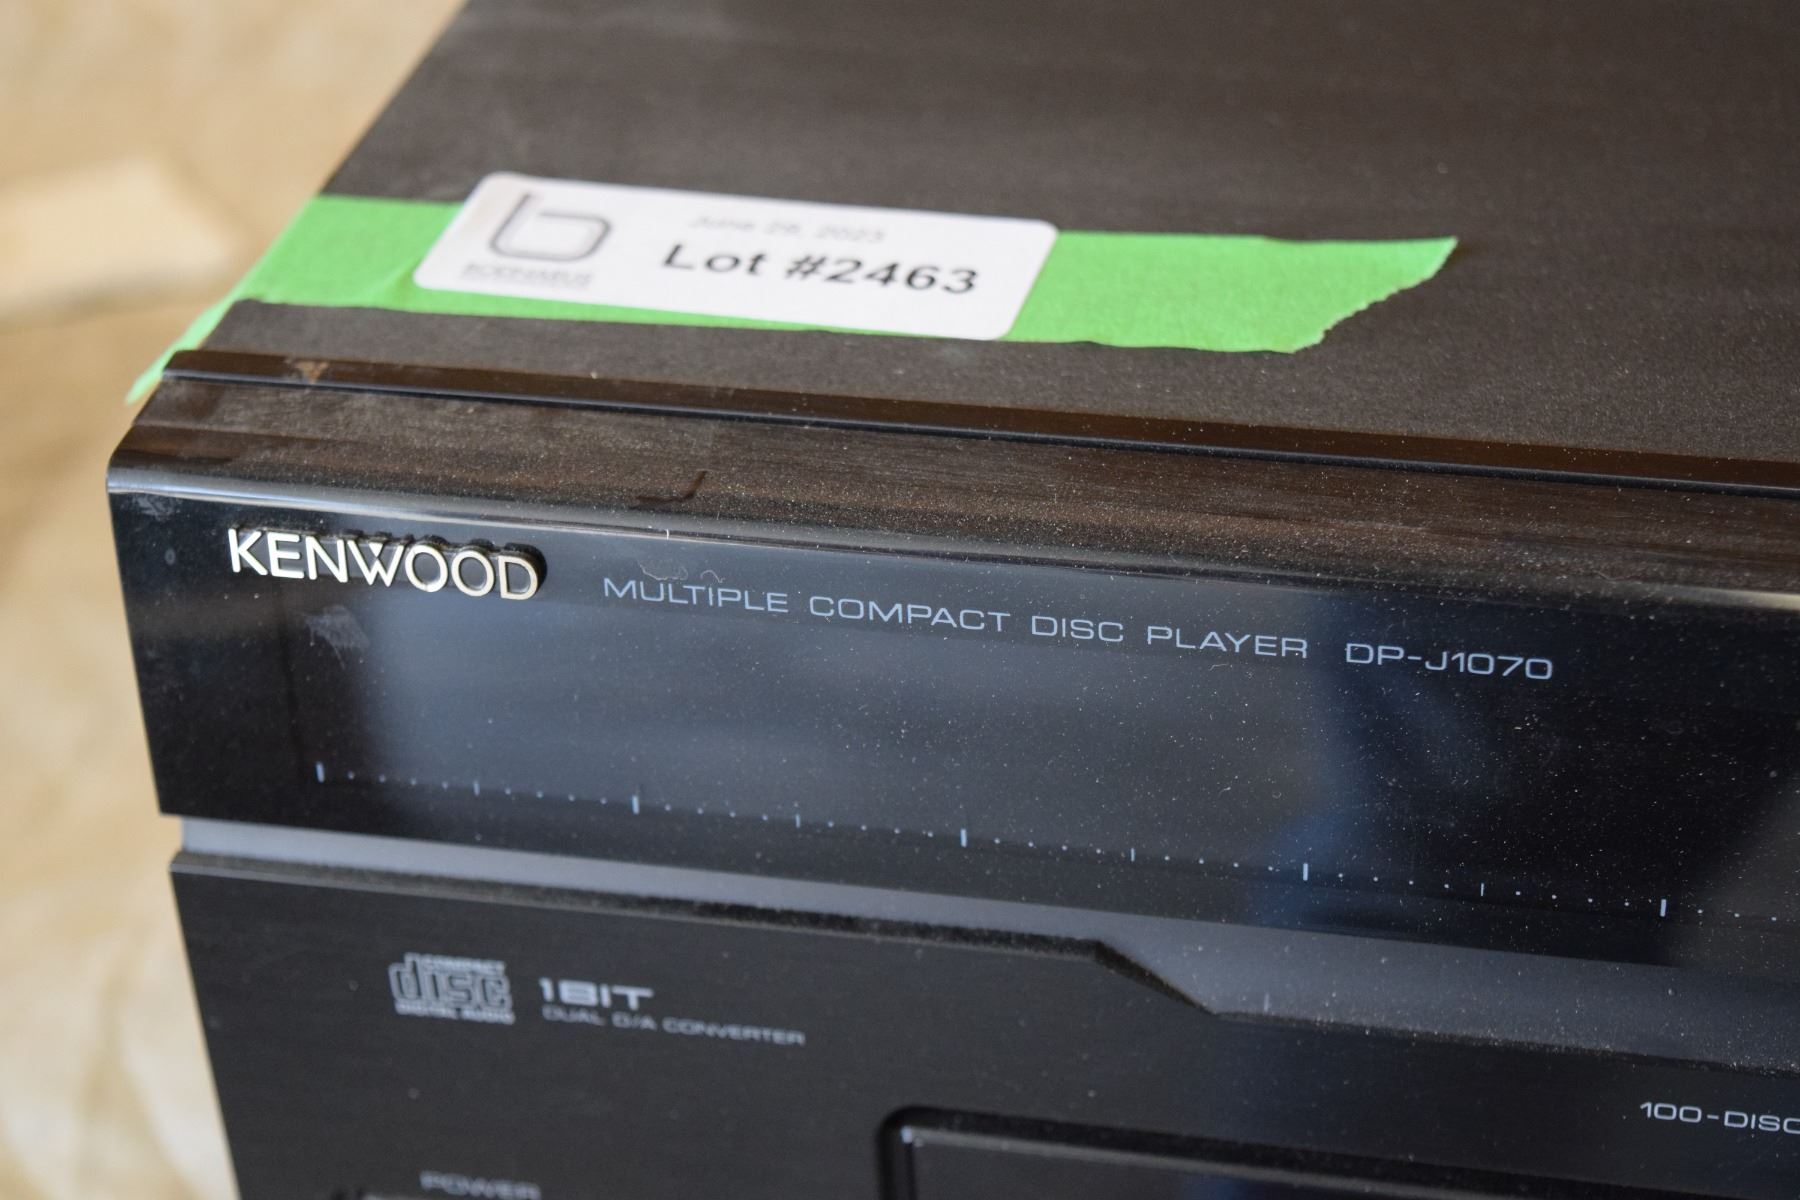 June 28, 2025
Lot #2463
KENWOOD MULTIPLE COMPACT DISC PLAYER DP-J1070
COMPACT
disc
DIGITAL AUDIO
1BIT
DUAL D/A CONVERTER
100-DISC
POWER